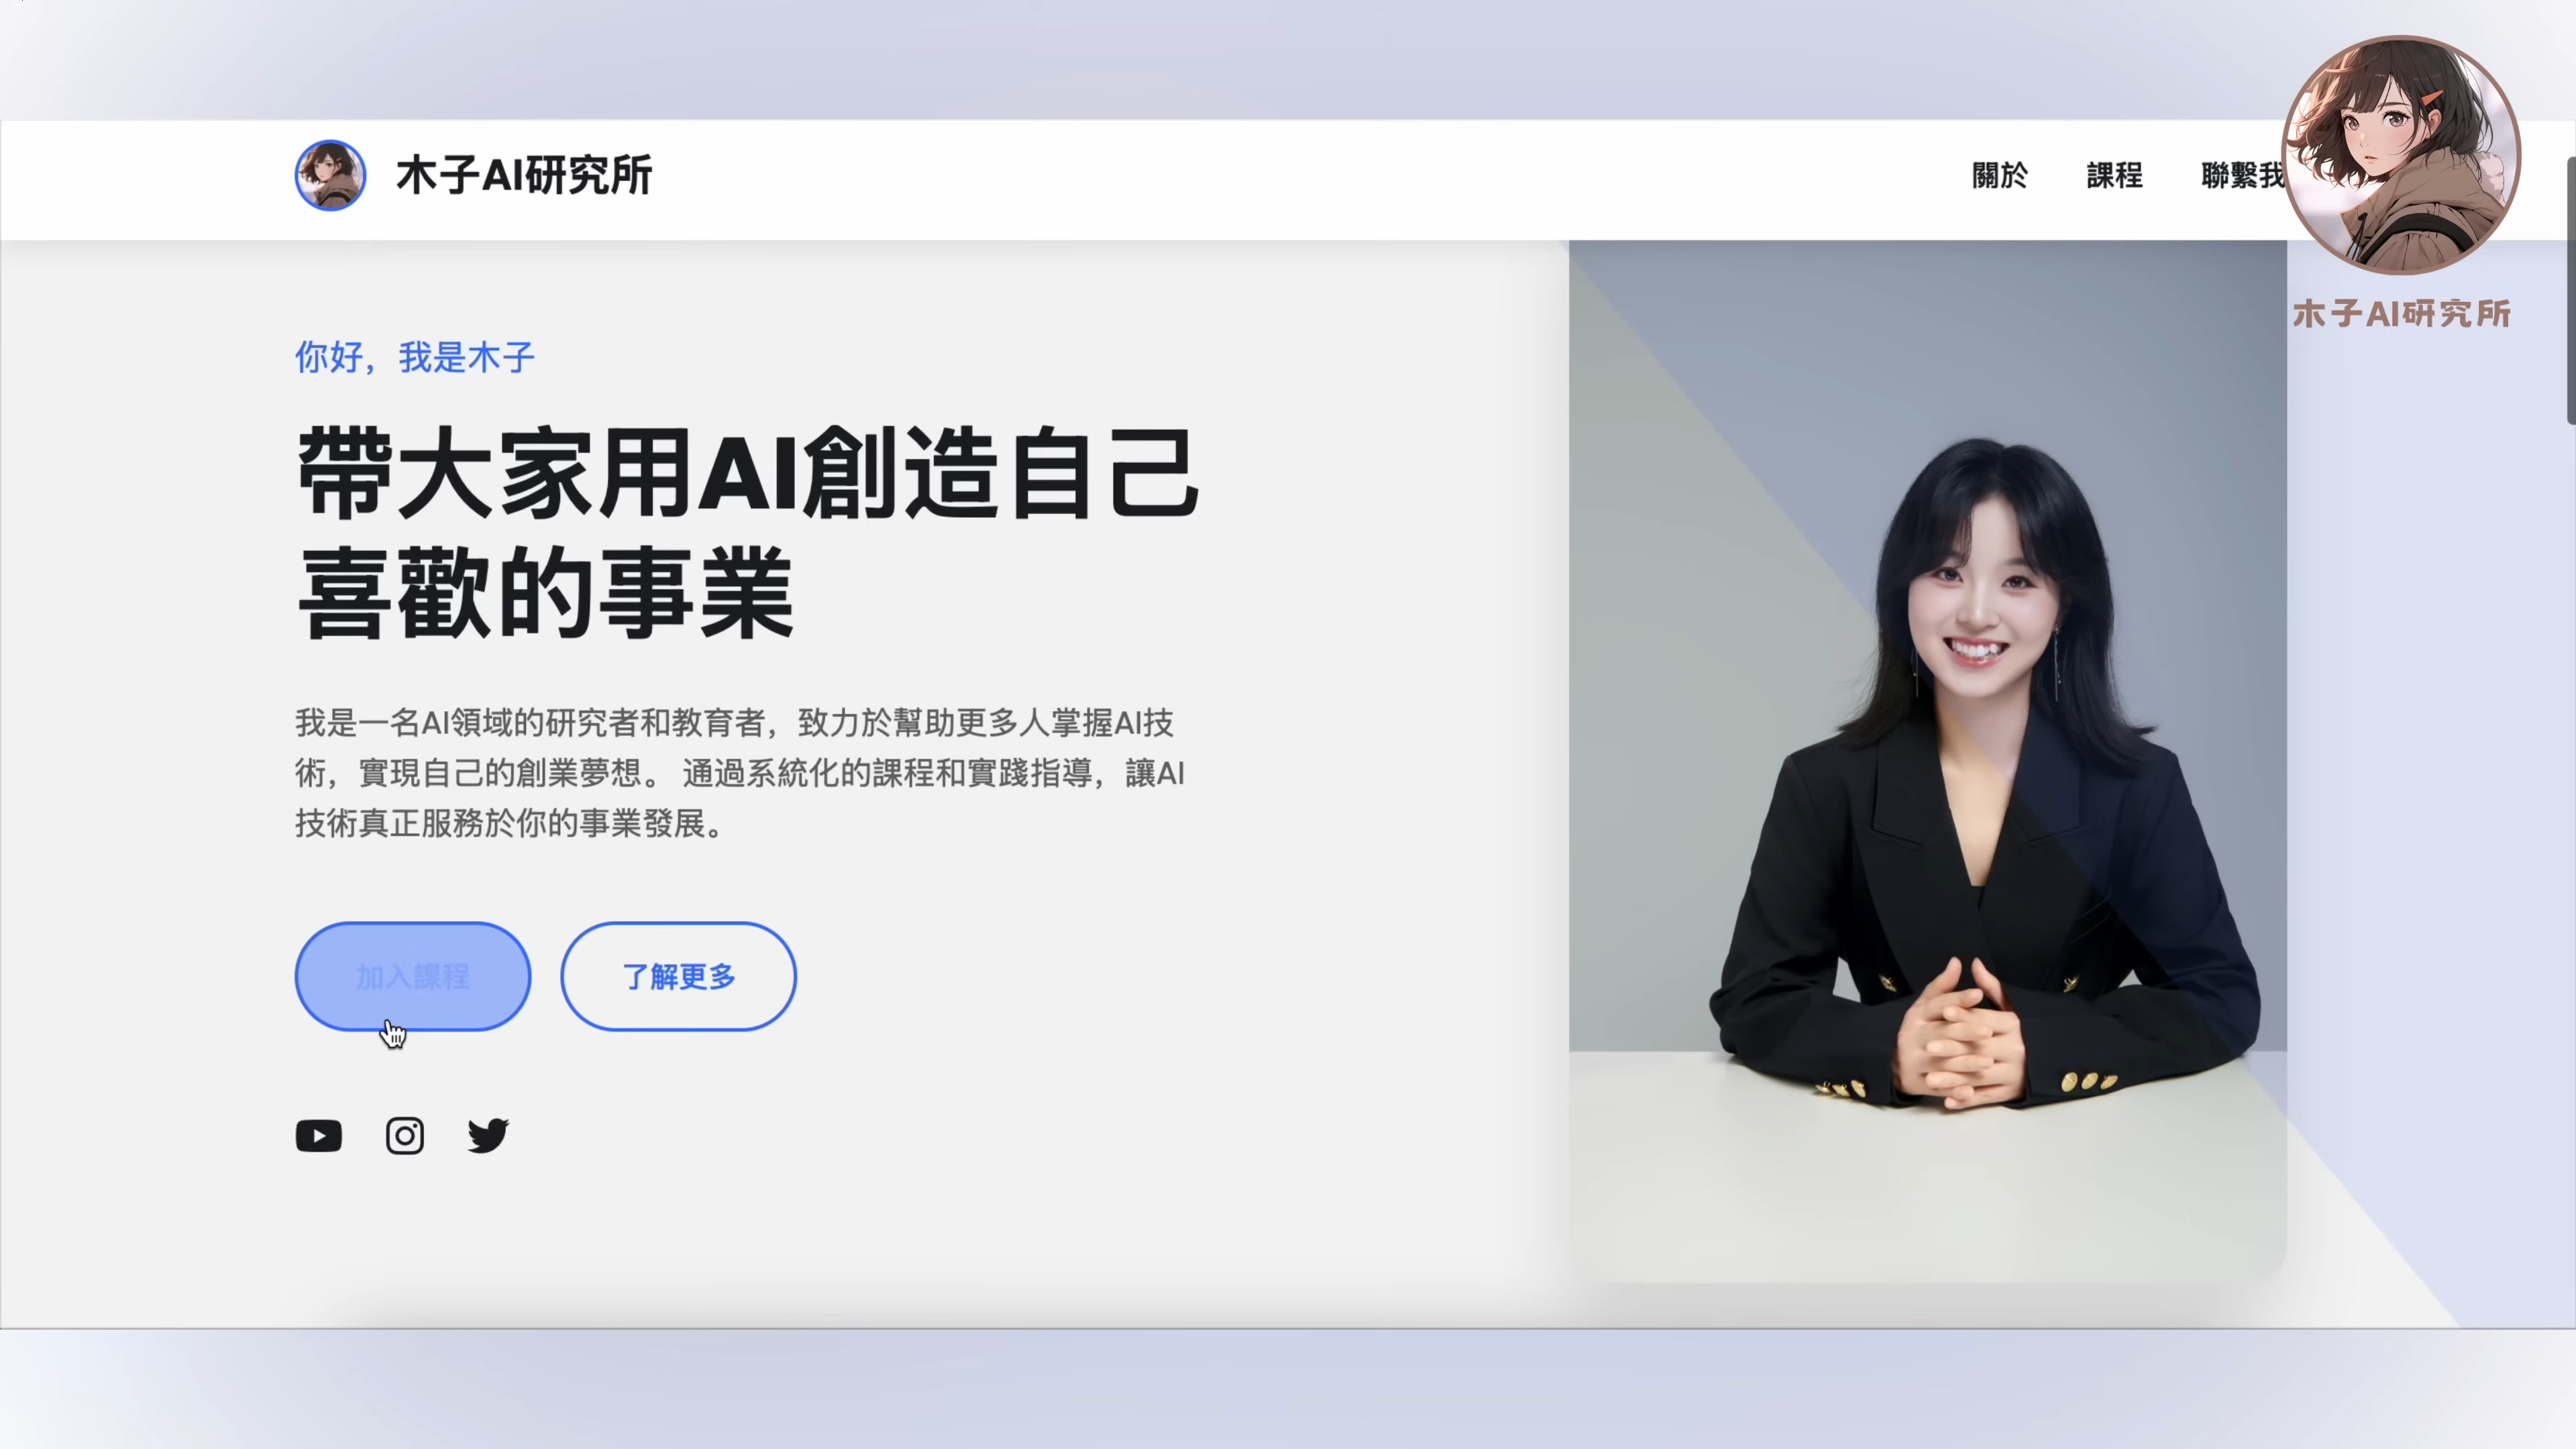 木子AI研究所
關於
課程
聯繫我
木子AI研究所
你好，我是木子
帶大家用AI創造自己
喜歡的事業
我是一名AI領域的研究者和教育者，致力於幫助更多人掌握AI技
術，實現自己的創業夢想。 通過系統化的課程和實踐指導，讓AI
技術真正服務於你的事業發展。
加入課程
了解更多